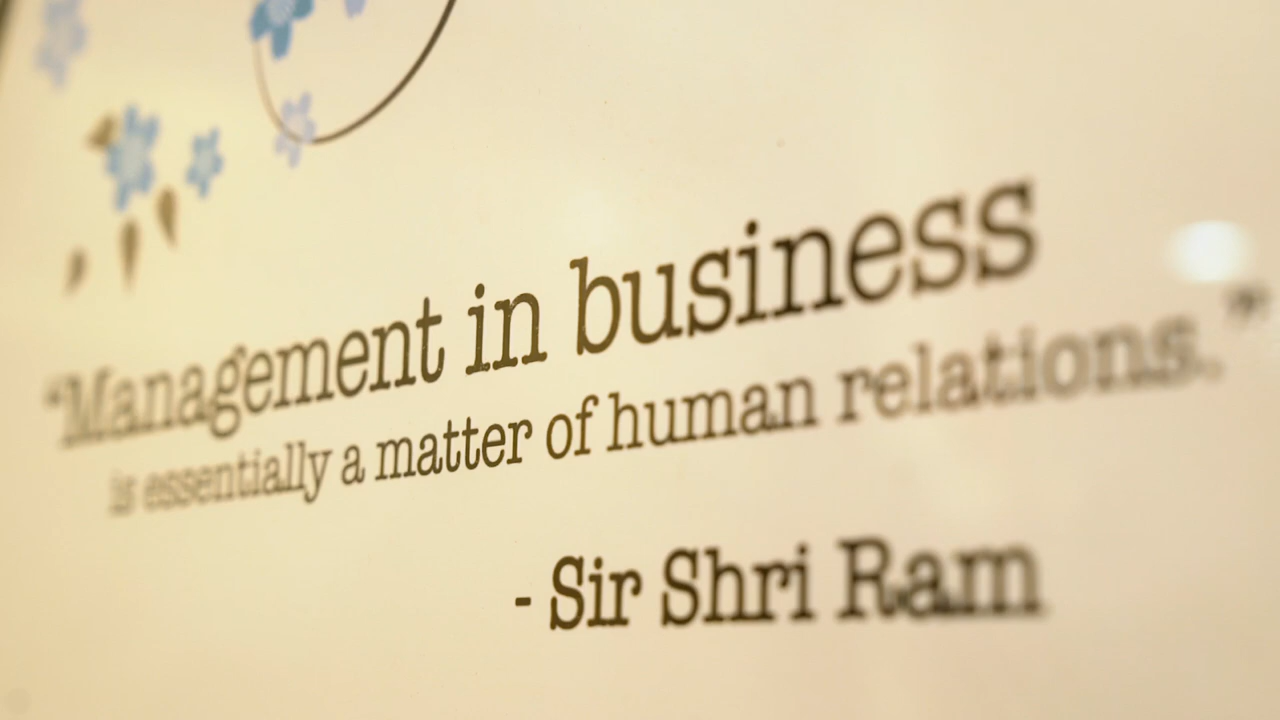 “Management in business
is essentially a matter of human relations.”
- Sir Shri Ram